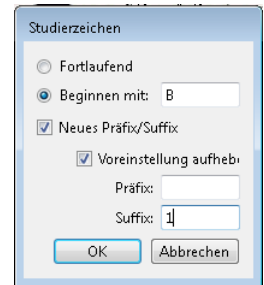 Studierzeichen
Fortlaufend
Beginnen mit: B
Neues Präfix/Suffix
Voreinstellung aufheb
Präfix:
Suffix: 1
OK Abbrechen